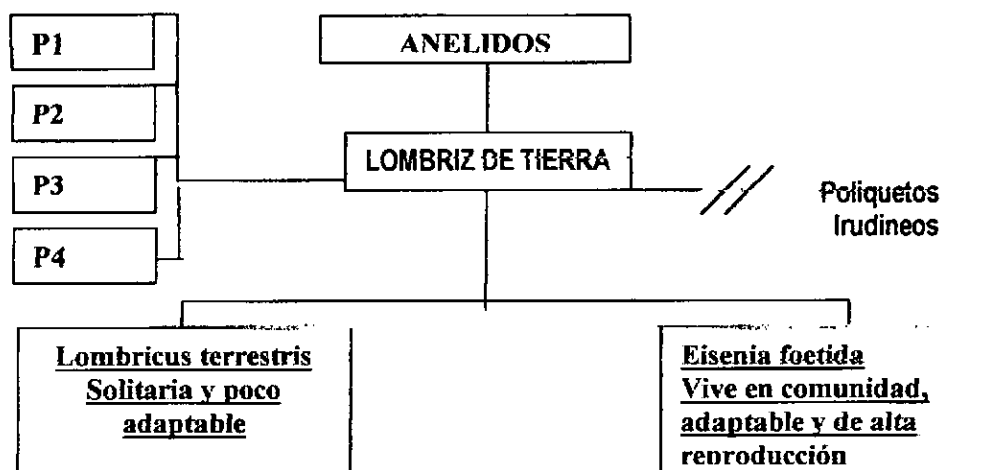 P1
ANELIDOS
P2
LOMBRIZ DE TIERRA
P3
Poliquetos
Irudineos
P4
Lombricus terrestris
Solitaria y poco
adaptable
Eisenia foetida
Vive en comunidad,
adaptable y de alta
reproducción